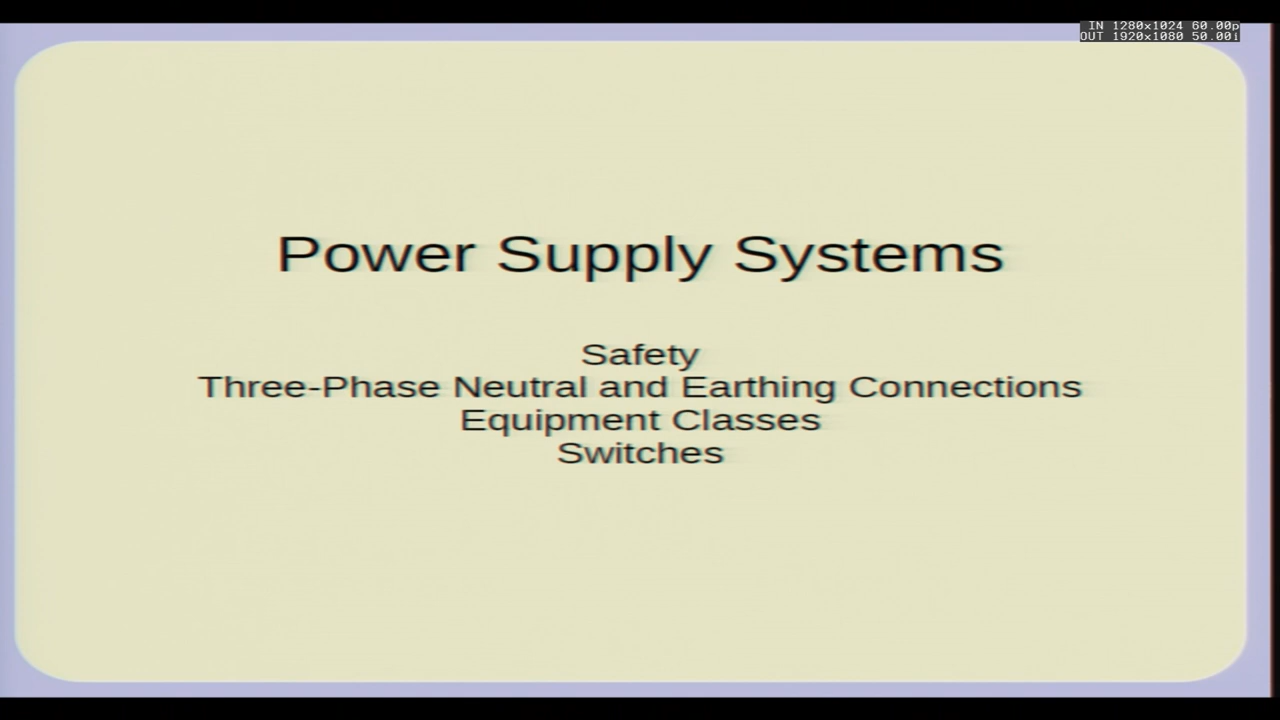 IN 1280x1024 60.00p
OUT 1920x1080 50.00i
Power Supply Systems
Safety
Three-Phase Neutral and Earthing Connections
Equipment Classes
Switches